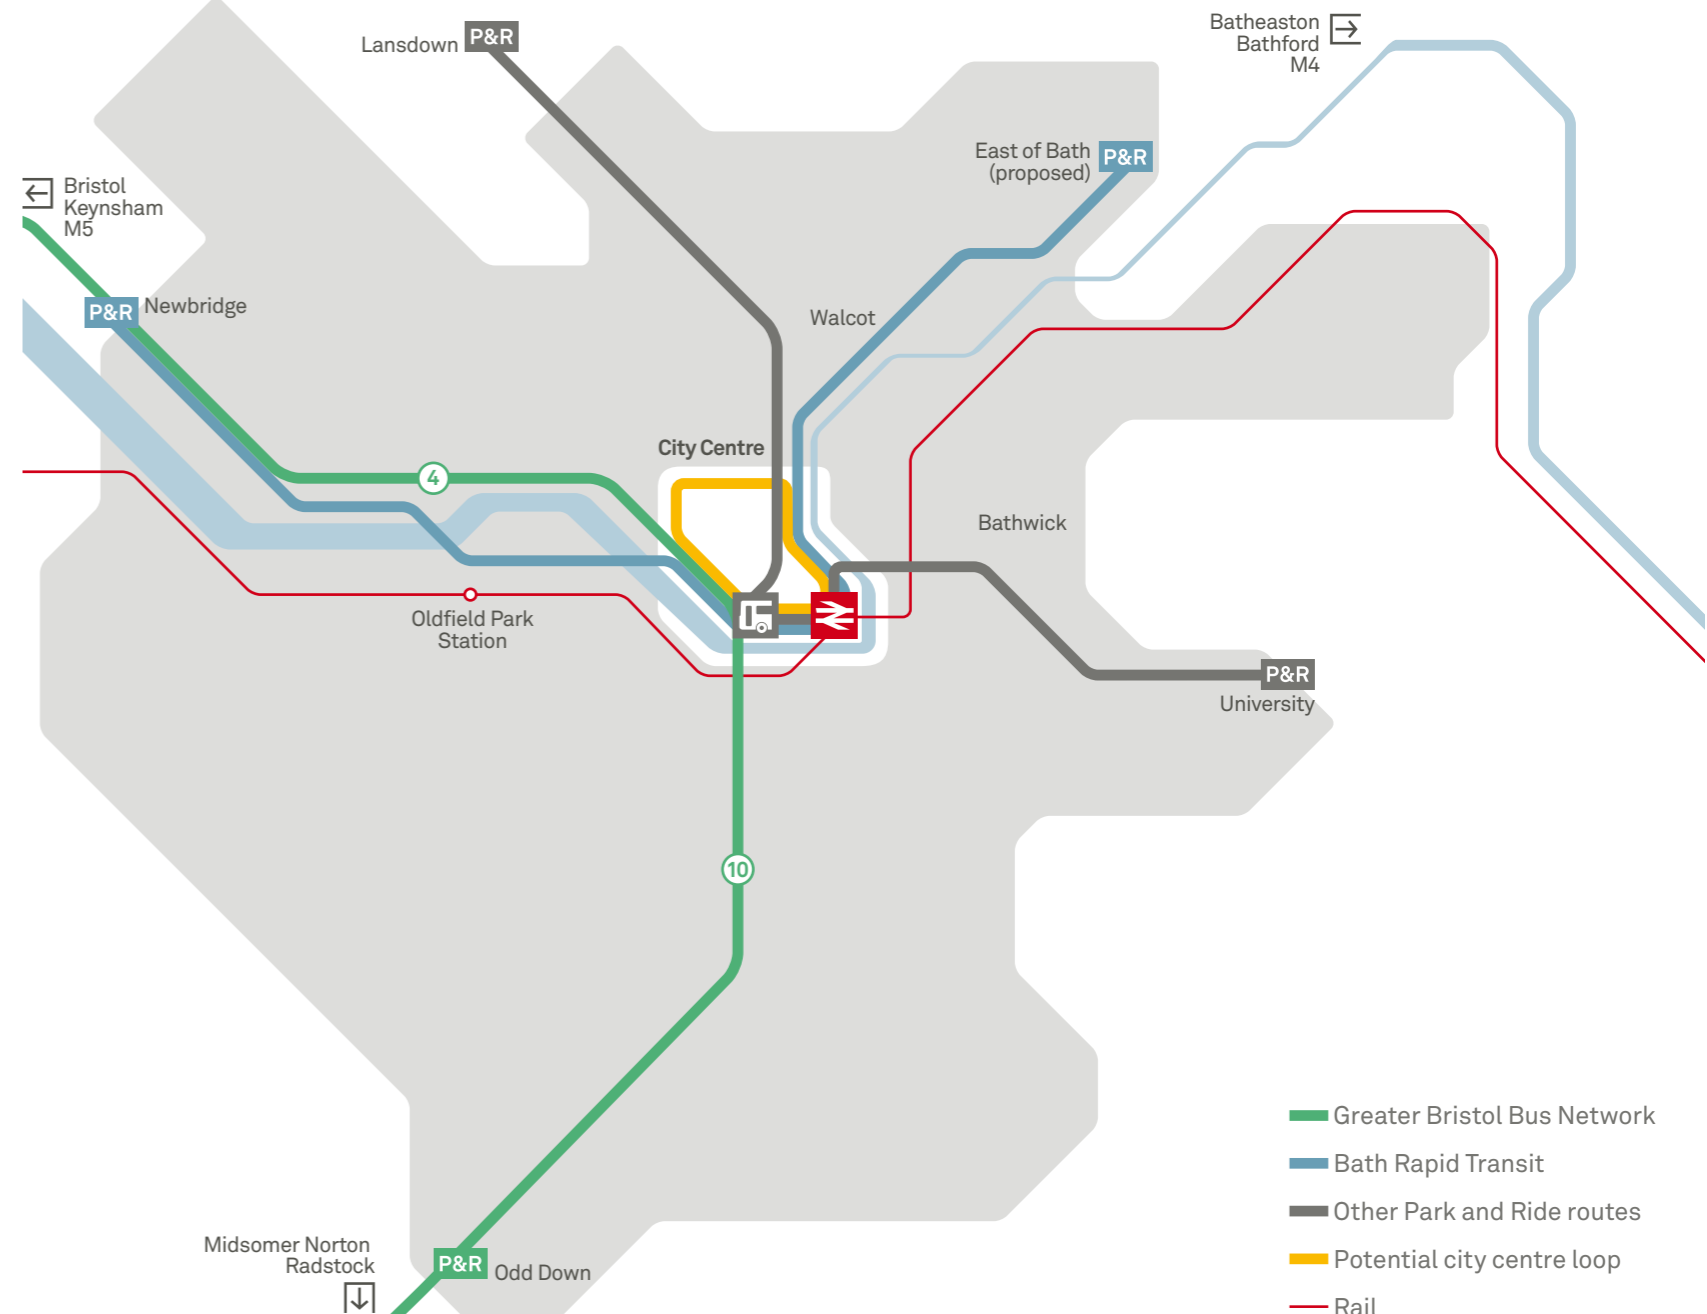 Lansdown
P&R
Batheaston
Bathford
M4
East of Bath
(proposed)
P&R
Bristol
Keynsham
M5
P&R
Newbridge
Walcot
City Centre
4
Bathwick
Oldfield Park
Station
P&R
University
10
Greater Bristol Bus Network
Bath Rapid Transit
Other Park and Ride routes
Potential city centre loop
Rail
Midsomer Norton
Radstock
P&R
Odd Down